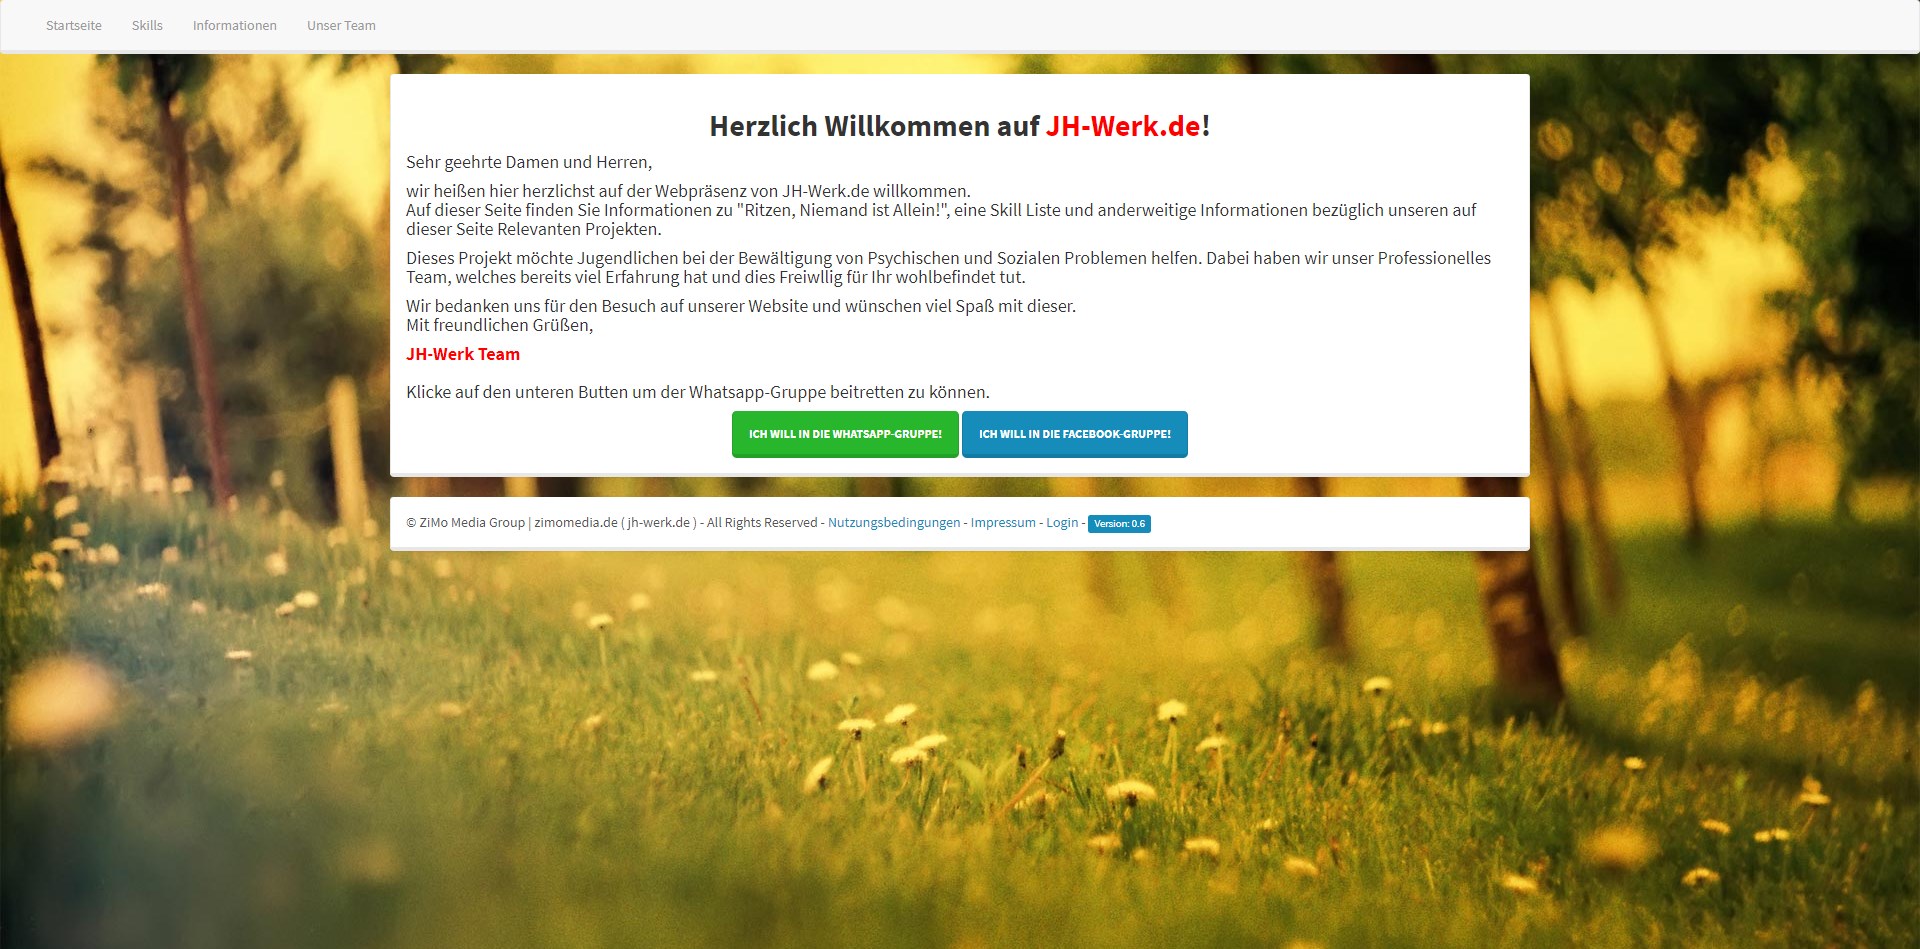 Startseite Skills Informationen Unser Team
Herzlich Willkommen auf JH-Werk.de!
Sehr geehrte Damen und Herren,
wir heißen hier herzlichst auf der Webpräsenz von JH-Werk.de willkommen.
Auf dieser Seite finden Sie Informationen zu "Ritzen, Niemand ist Allein!", eine Skill Liste und anderweitige Informationen bezüglich unseren auf
dieser Seite Relevanten Projekten.
Dieses Projekt möchte Jugendlichen bei der Bewältigung von Psychischen und Sozialen Problemen helfen. Dabei haben wir unser Professionelles
Team, welches bereits viel Erfahrung hat und dies Freiwllig für Ihr wohlbefindet tut.
Wir bedanken uns für den Besuch auf unserer Website und wünschen viel Spaß mit dieser.
Mit freundlichen Grüßen,
JH-Werk Team
Klicke auf den unteren Butten um der Whatsapp-Gruppe beitretten zu können.
ICH WILL IN DIE WHATSAPP-GRUPPE! ICH WILL IN DIE FACEBOOK-GRUPPE!
© ZiMo Media Group | zimomedia.de ( jh-werk.de ) - All Rights Reserved - Nutzungsbedingungen - Impressum - Login - Version: 0.6